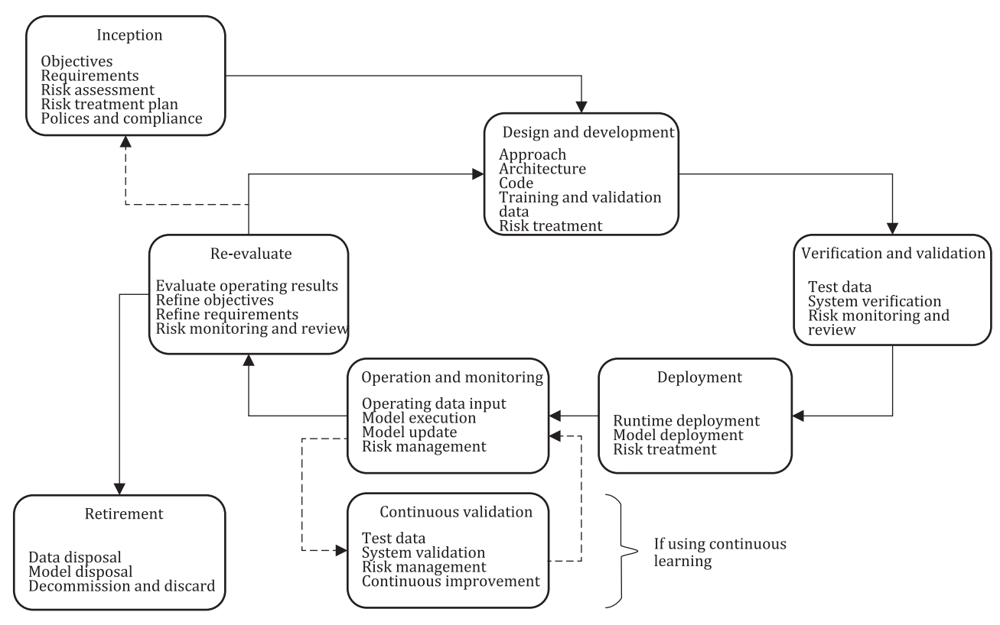 Inception
Objectives
Requirements
Risk assessment
Risk treatment plan
Polices and compliance
Design and development
Approach
Architecture
Code
Training and validation
data
Risk treatment
Re-evaluate
Evaluate operating results
Refine objectives
Refine requirements
Risk monitoring and review
Verification and validation
Test data
System verification
Risk monitoring and
review
Operation and monitoring
Operating data input
Model execution
Model update
Risk management
Deployment
Runtime deployment
Model deployment
Risk treatment
Retirement
Data disposal
Model disposal
Decommission and discard
Continuous validation
Test data
System validation
Risk management
Continuous improvement
If using continuous
learning